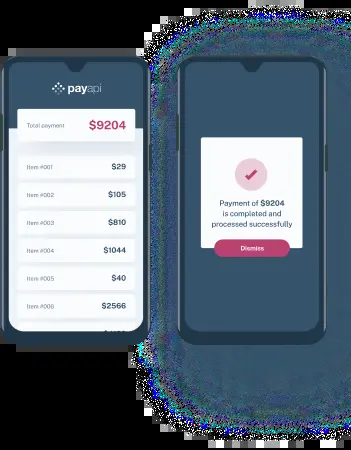 payapi
Total payment $9204
Item #001 $29
Item #002 $105
Item #003 $810
Item #004 $1044
Item #005 $40
Item #006 $2566
Payment of $9204
is completed and
processed successfully
Dismiss